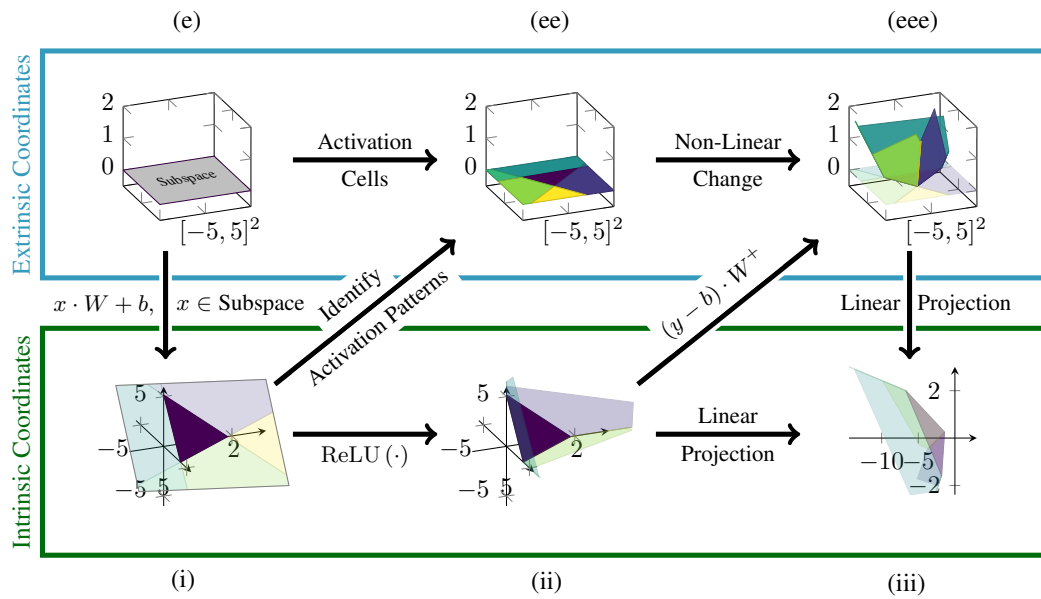 (e)
(ee)
(eee)
Extrinsic Coordinates
2
1
0
Subspace
[−5, 5]²
Activation
Cells
2
1
0
[−5, 5]²
Non-Linear
Change
2
1
0
[−5, 5]²
x · W + b,
x ∈ Subspace
Identify
Activation Patterns
(y − b) · W⁺
Linear
Projection
Intrinsic Coordinates
5
−5
2
−5
5
ReLU (·)
5
−5
2
−5
5
Linear
Projection
2
−10
−5
−2
(i)
(ii)
(iii)